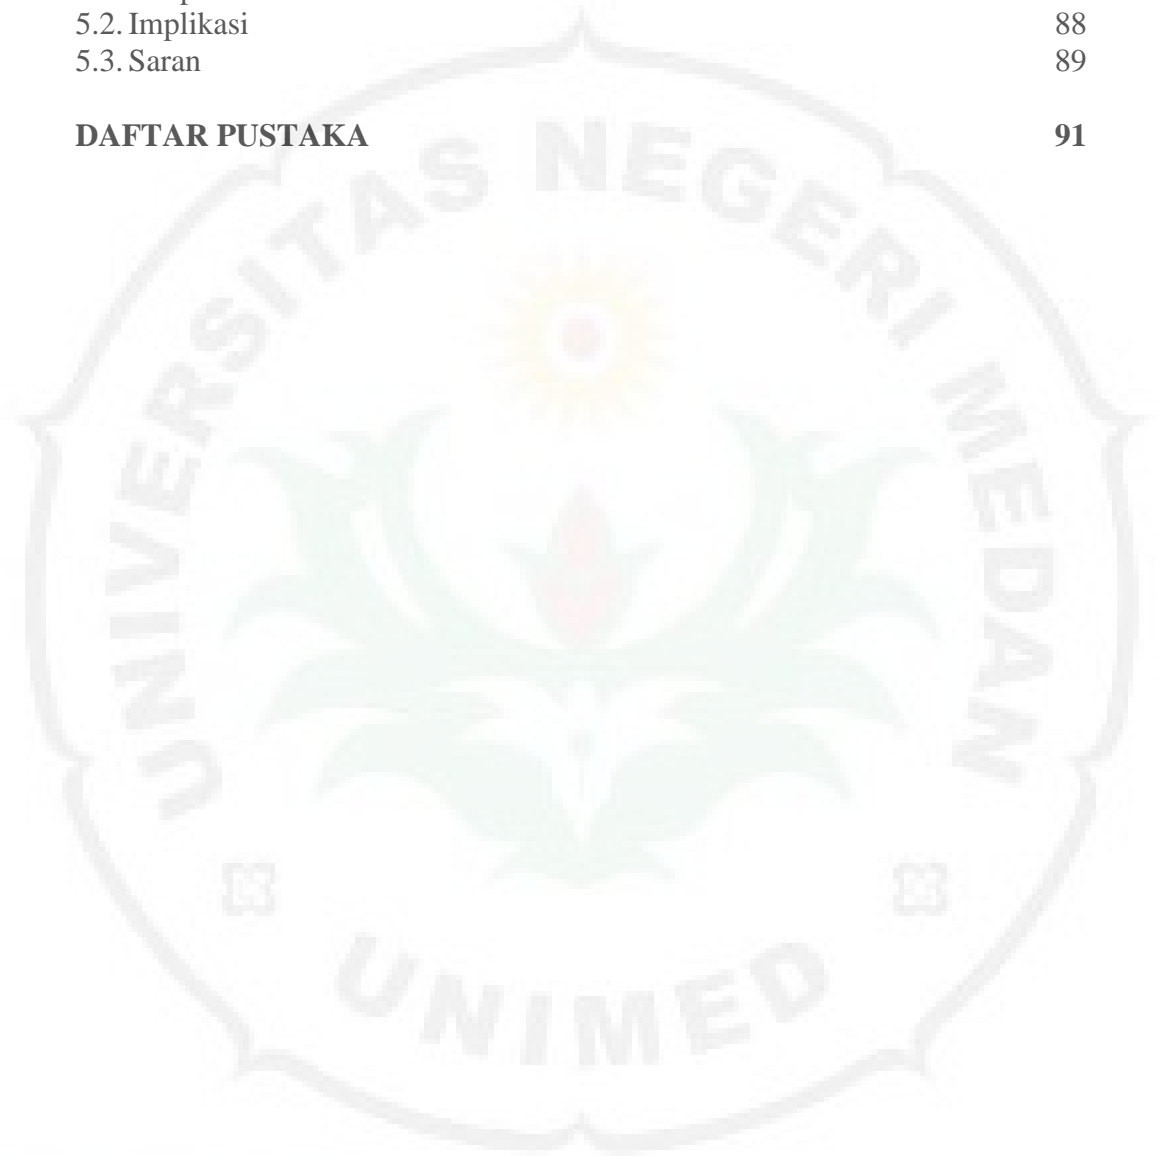 5.2. Implikasi 88
5.3. Saran 89
DAFTAR PUSTAKA 91
UNIVERSITAS NEGERI MEDAN
UNIMED